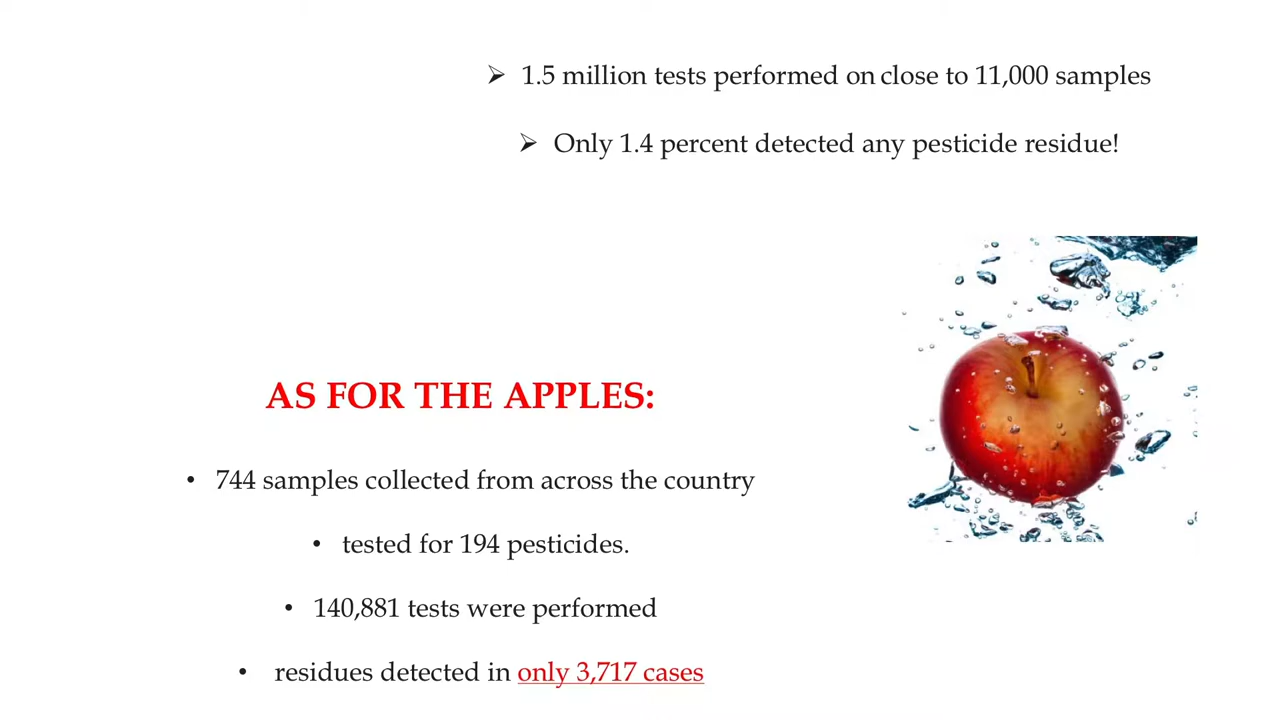 ➢ 1.5 million tests performed on close to 11,000 samples
➢ Only 1.4 percent detected any pesticide residue!
AS FOR THE APPLES:
• 744 samples collected from across the country
• tested for 194 pesticides.
• 140,881 tests were performed
• residues detected in only 3,717 cases